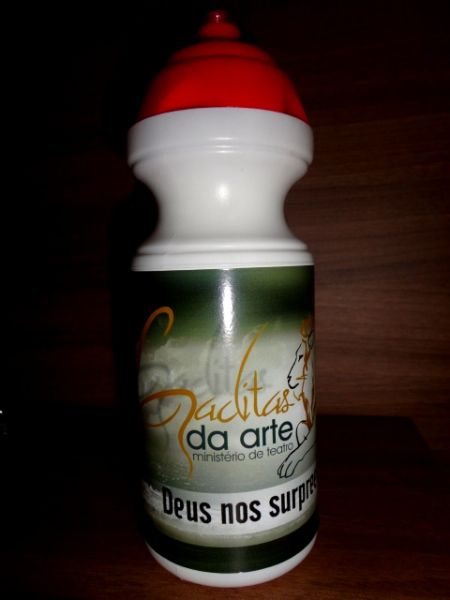 Gaditas
da arte
ministério de teatro
Deus nos surpre